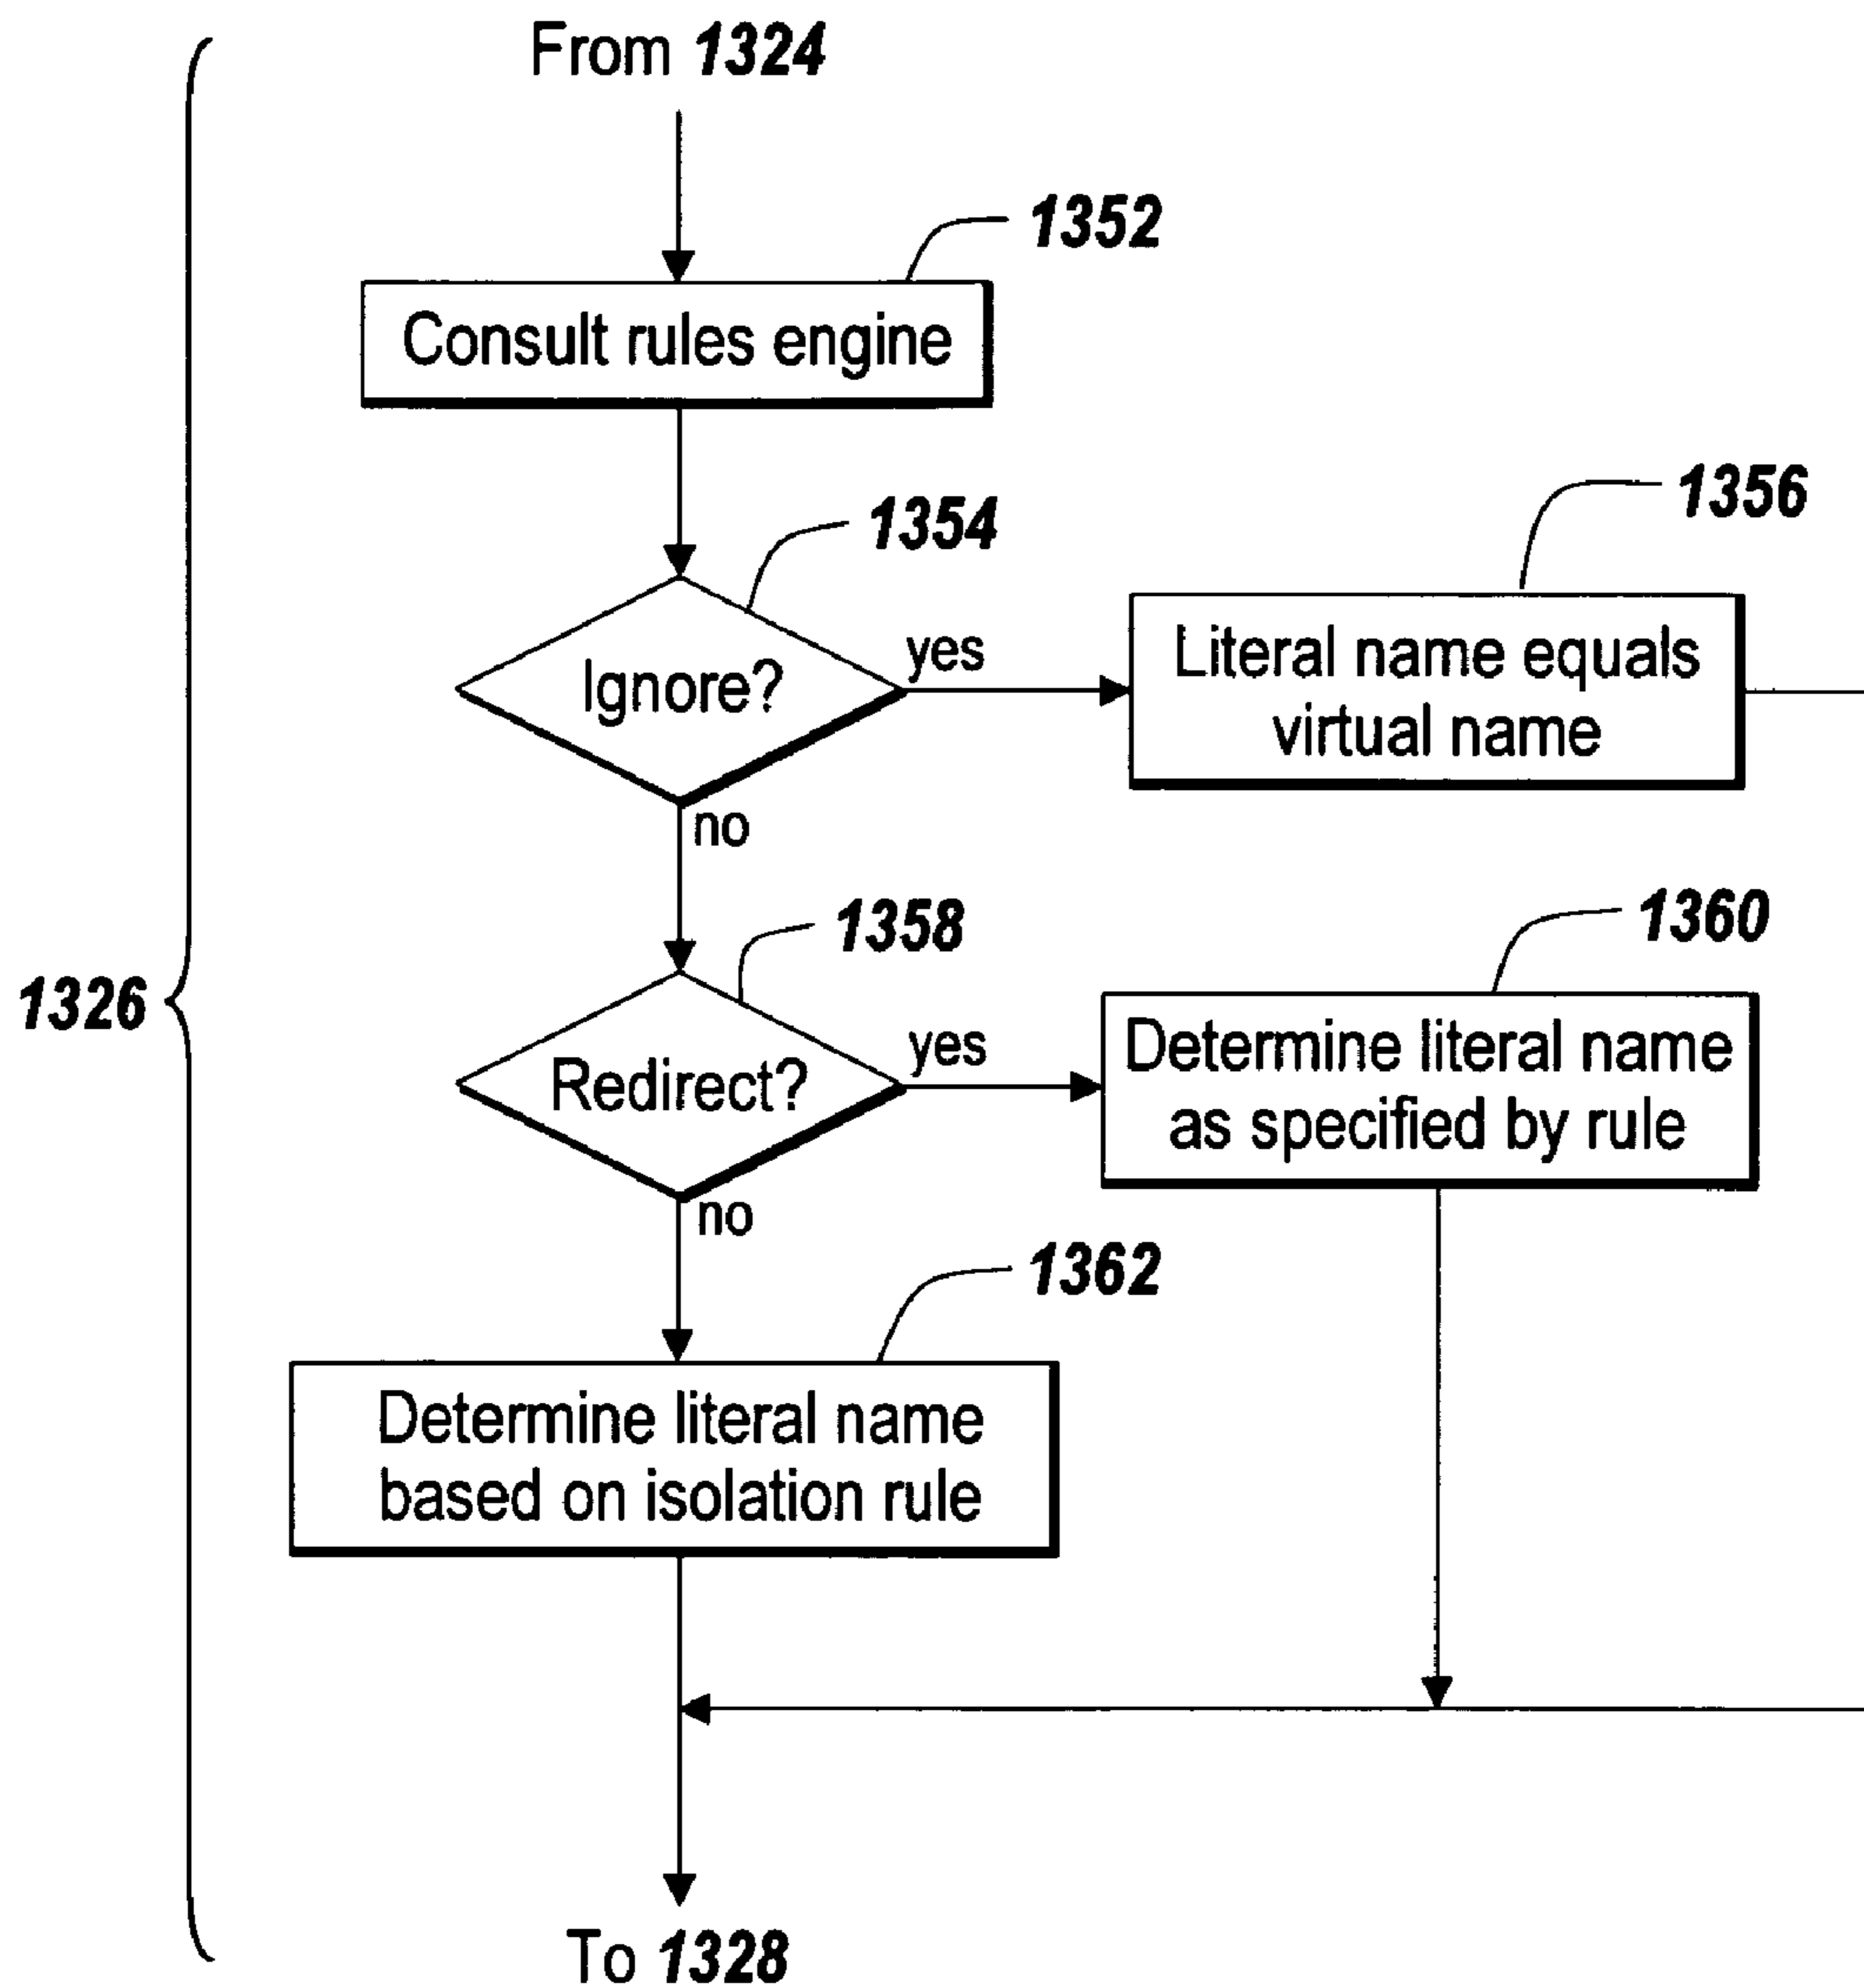 From 1324
1352
Consult rules engine
1354
1356
Ignore?
yes
Literal name equals
virtual name
no
1358
1360
1326
Redirect?
yes
Determine literal name
as specified by rule
no
1362
Determine literal name
based on isolation rule
To 1328